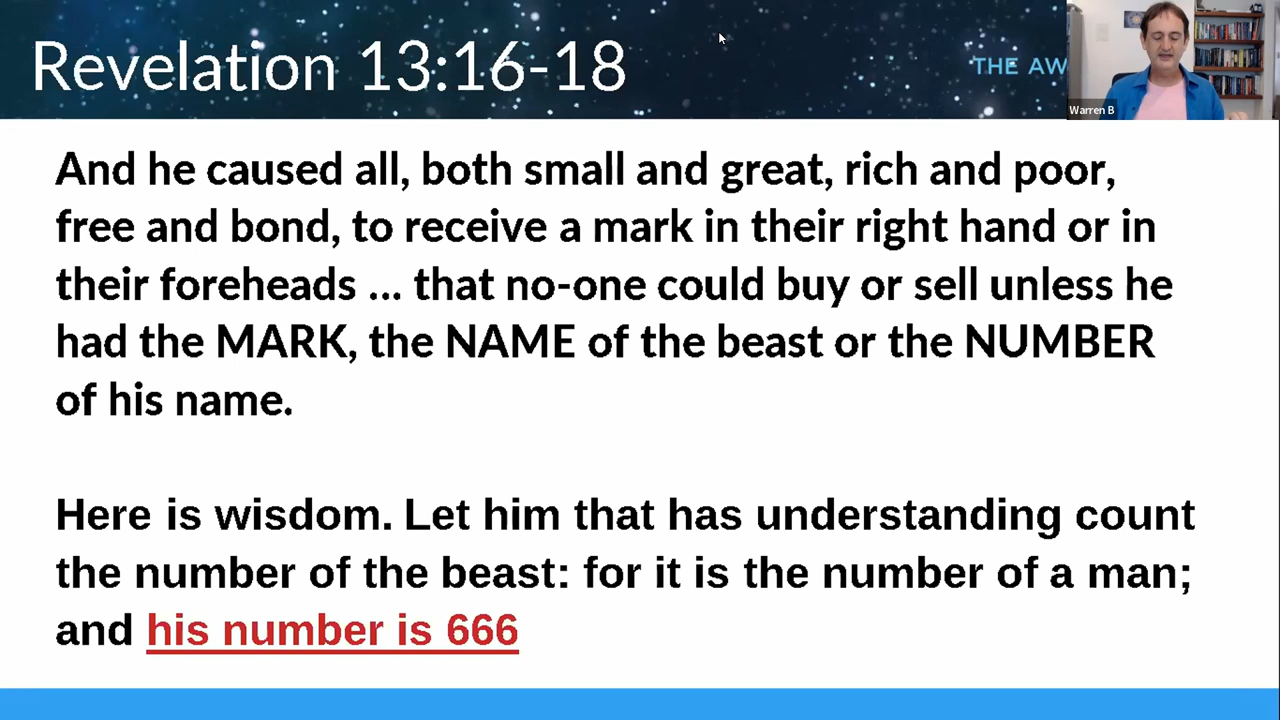 Revelation 13:16-18
THE AW
Warren B
And he caused all, both small and great, rich and poor,
free and bond, to receive a mark in their right hand or in
their foreheads ... that no-one could buy or sell unless he
had the MARK, the NAME of the beast or the NUMBER
of his name.
Here is wisdom. Let him that has understanding count
the number of the beast: for it is the number of a man;
and his number is 666